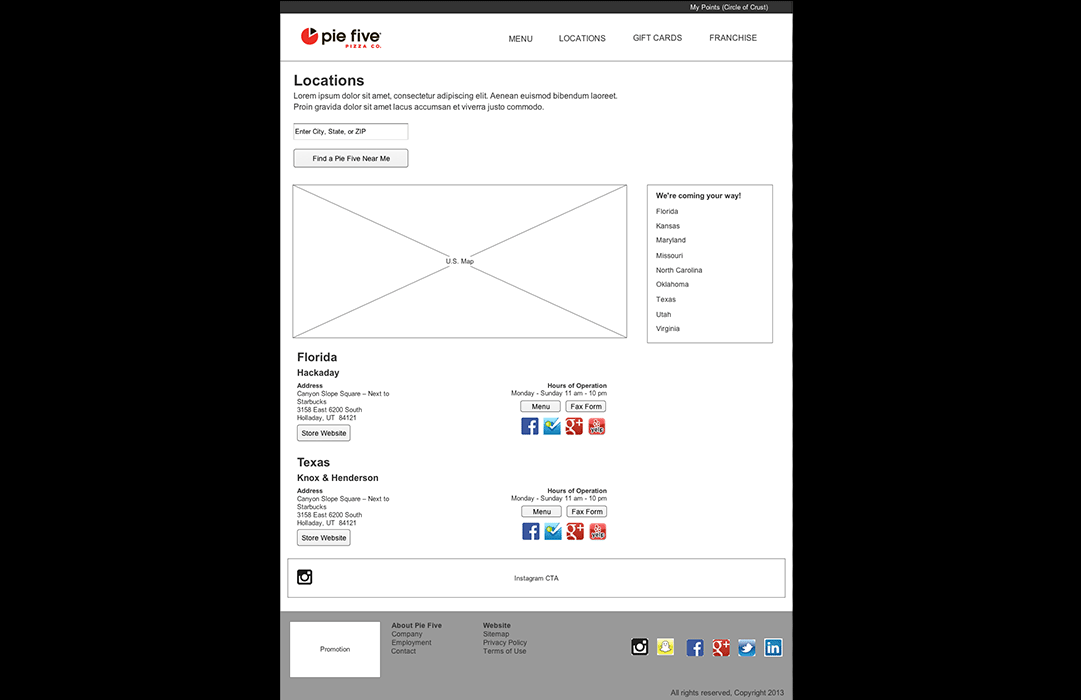 My Points (Circle of Crust)
pie five
PIZZA CO.
MENU LOCATIONS GIFT CARDS FRANCHISE
Locations
Lorem ipsum dolor sit amet, consectetur adipiscing elit. Aenean euismod bibendum laoreet.
Proin gravida dolor sit amet lacus accumsan et viverra justo commodo.
Enter City, State, or ZIP
Find a Pie Five Near Me
U.S. Map
We're coming your way!
Florida
Kansas
Maryland
Missouri
North Carolina
Oklahoma
Texas
Utah
Virginia
Florida
Hackaday
Address
Canyon Slope Square – Next to
Starbucks
3158 East 6200 South
Holladay, UT 84121
Store Website
Hours of Operation
Monday - Sunday 11 am - 10 pm
Menu Fax Form
yelp
Texas
Knox & Henderson
Address
Canyon Slope Square – Next to
Starbucks
3158 East 6200 South
Holladay, UT 84121
Store Website
Hours of Operation
Monday - Sunday 11 am - 10 pm
Menu Fax Form
yelp
Instagram CTA
Promotion
About Pie Five
Company
Employment
Contact
Website
Sitemap
Privacy Policy
Terms of Use
All rights reserved, Copyright 2013